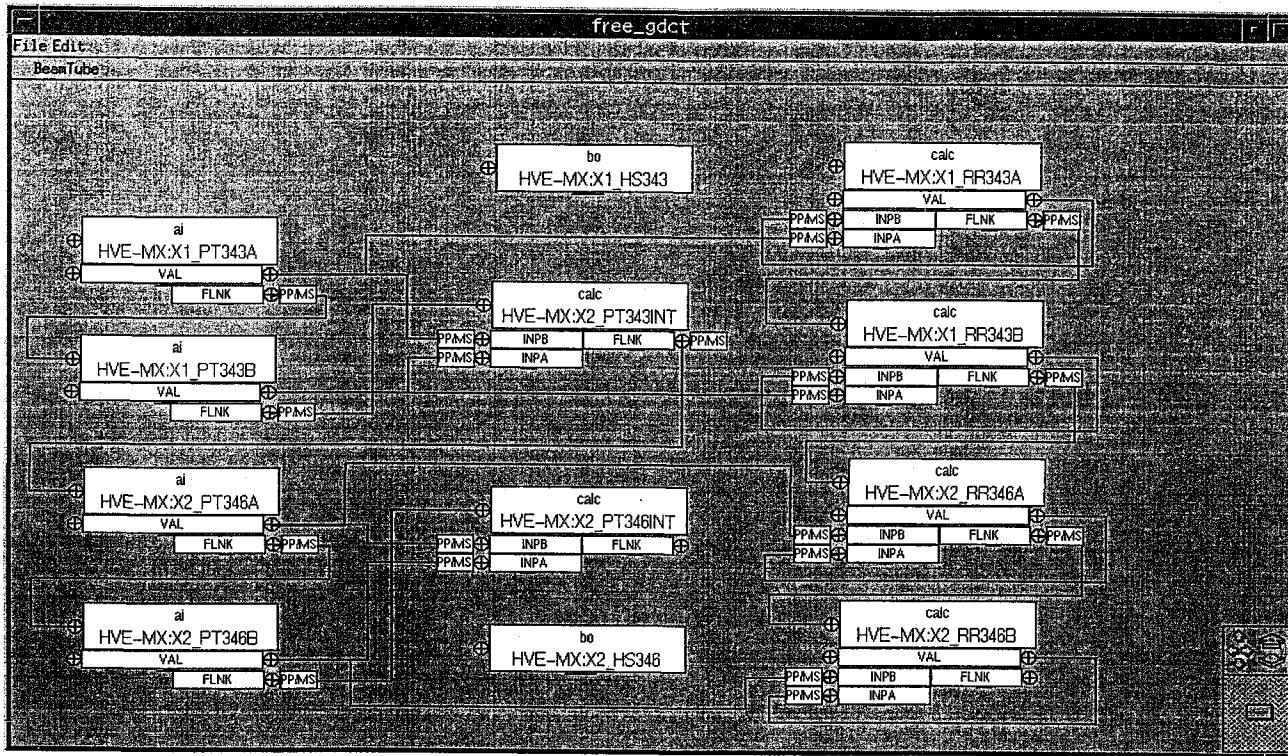 free_gdct
File Edit
BeamTube
bo
HVE-MX:X1_HS343
calc
HVE-MX:X1_RR343A
VAL
PP/MS INPB FLNK PP/MS
PP/MS INPA
ai
HVE-MX:X1_PT343A
VAL
FLNK PP/MS
calc
HVE-MX:X2_PT343INT
PP/MS INPB FLNK PP/MS
PP/MS INPA
calc
HVE-MX:X1_RR343B
VAL
PP/MS INPB FLNK PP/MS
PP/MS INPA
ai
HVE-MX:X1_PT343B
VAL
FLNK PP/MS
ai
HVE-MX:X2_PT346A
VAL
FLNK PP/MS
calc
HVE-MX:X2_PT346INT
PP/MS INPB FLNK
PP/MS INPA
calc
HVE-MX:X2_RR346A
VAL
PP/MS INPB FLNK PP/MS
PP/MS INPA
ai
HVE-MX:X2_PT346B
VAL
FLNK PP/MS
bo
HVE-MX:X2_HS346
calc
HVE-MX:X2_RR346B
VAL
PP/MS INPB FLNK
PP/MS INPA